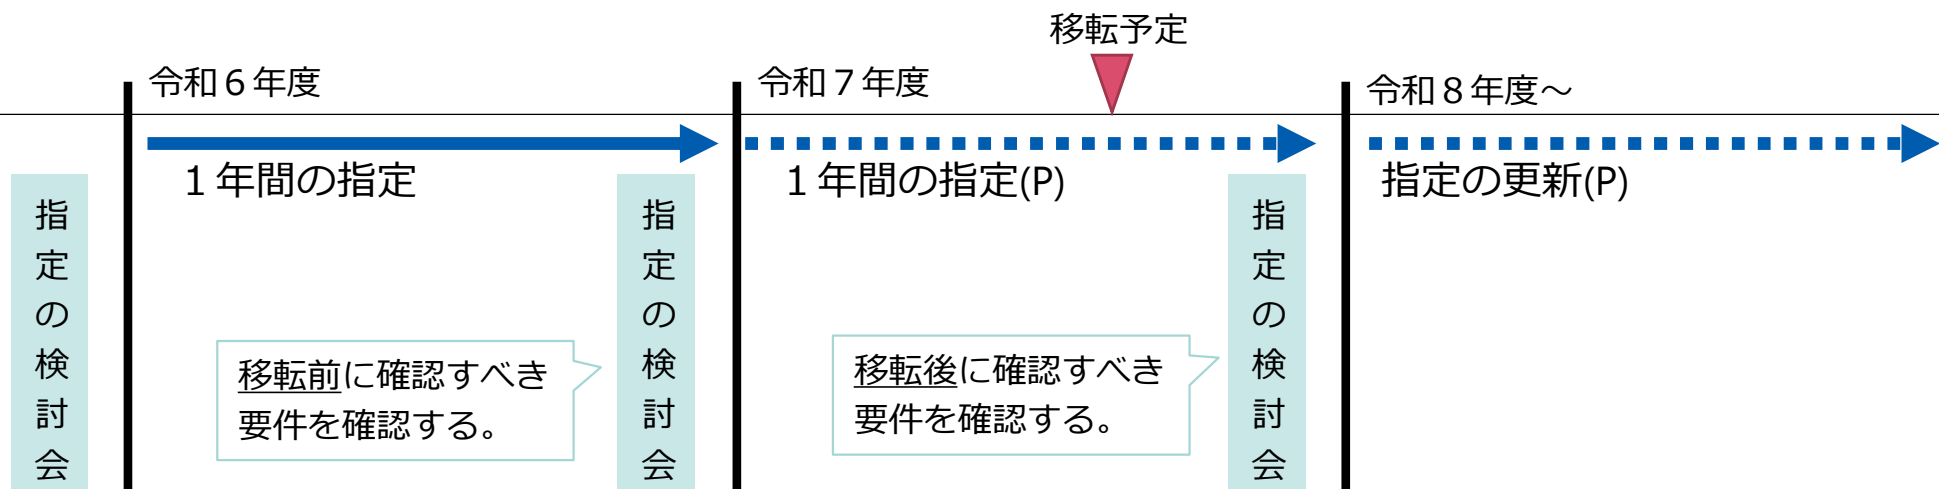 移転予定
令和６年度
令和７年度
令和８年度～
１年間の指定
１年間の指定(P)
指定の更新(P)
指定の検討会
移転前に確認すべき
要件を確認する。
指定の検討会
移転後に確認すべき
要件を確認する。
指定の検討会